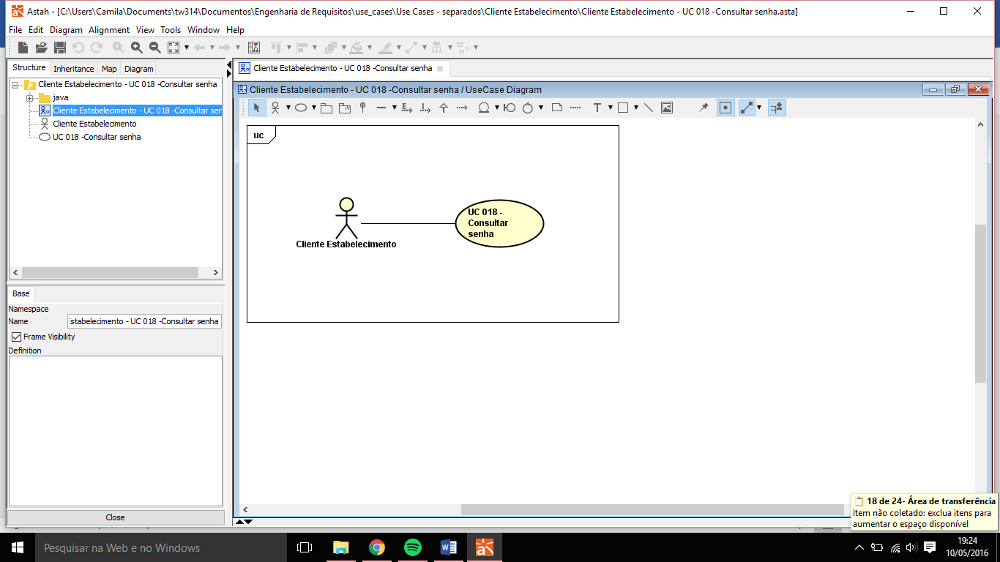 Astah - [C:\Users\Camila\Documents\tw314\Documentos\Engenharia de Requisitos\use_cases\Use Cases - separados\Cliente Estabelecimento\Cliente Estabelecimento - UC 018 -Consultar senha.asta]
File Edit Diagram Alignment View Tools Window Help
Structure Inheritance Map Diagram
Cliente Estabelecimento - UC 018 -Consultar senha
java
Cliente Estabelecimento - UC 018 -Consultar ser
Cliente Estabelecimento
UC 018 -Consultar senha
Base
Namespace
Name stabelecimento - UC 018 -Consultar senha
Frame Visibility
Definition
Close
Cliente Estabelecimento - UC 018 -Consultar senha
Cliente Estabelecimento - UC 018 -Consultar senha / UseCase Diagram
uc
Cliente Estabelecimento
UC 018 -
Consultar
senha
18 de 24- Área de transferência
Item não coletado: exclua itens para
aumentar o espaço disponível
Pesquisar na Web e no Windows
19:24
10/05/2016